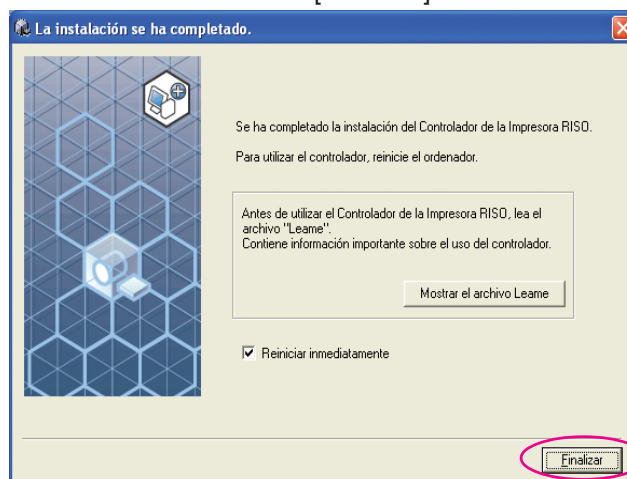 La instalación se ha completado.
Se ha completado la instalación del Controlador de la Impresora RISO.
Para utilizar el controlador, reinicie el ordenador.
Antes de utilizar el Controlador de la Impresora RISO, lea el
archivo "Leame".
Contiene información importante sobre el uso del controlador.
Mostrar el archivo Leame
Reiniciar inmediatamente
Finalizar